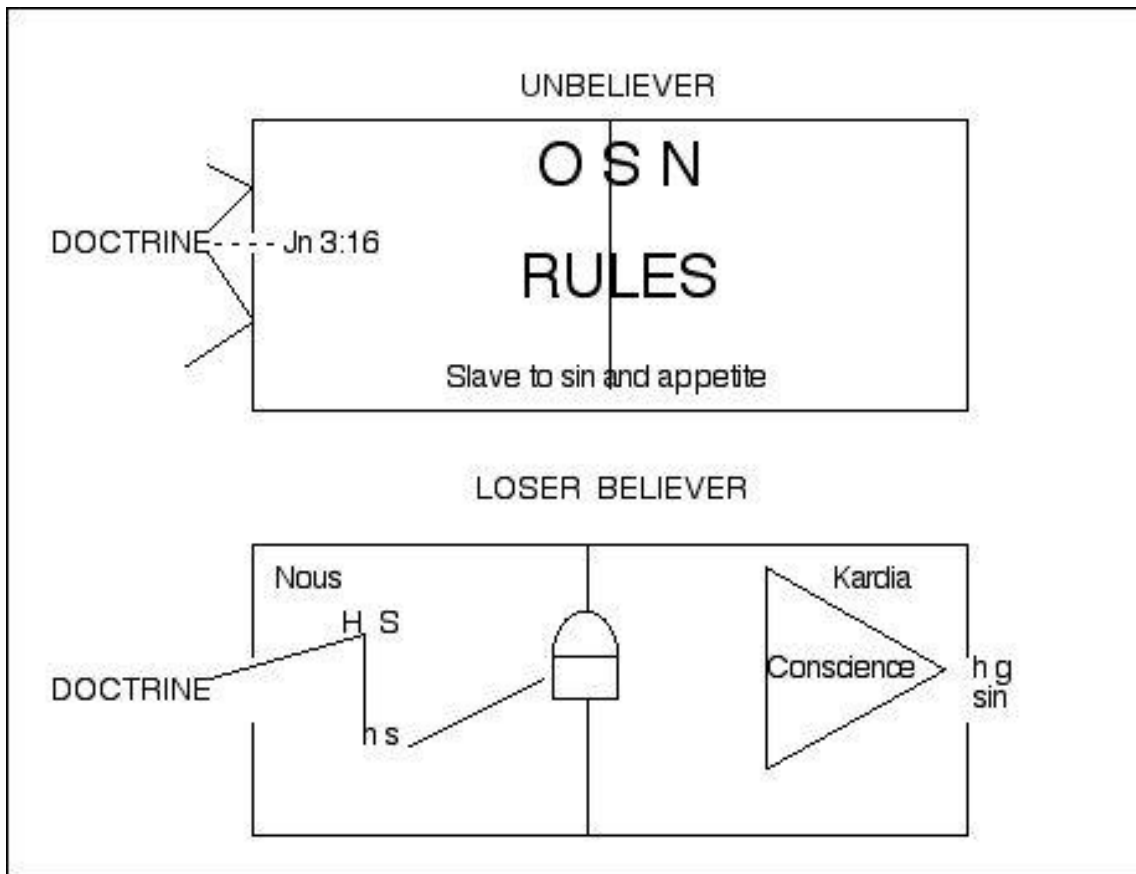 UNBELIEVER
O S N
DOCTRINE - - - - Jn 3:16
RULES
Slave to sin and appetite
LOSER BELIEVER
Nous
Kardia
H S
Conscience
h g
DOCTRINE
sin
h s